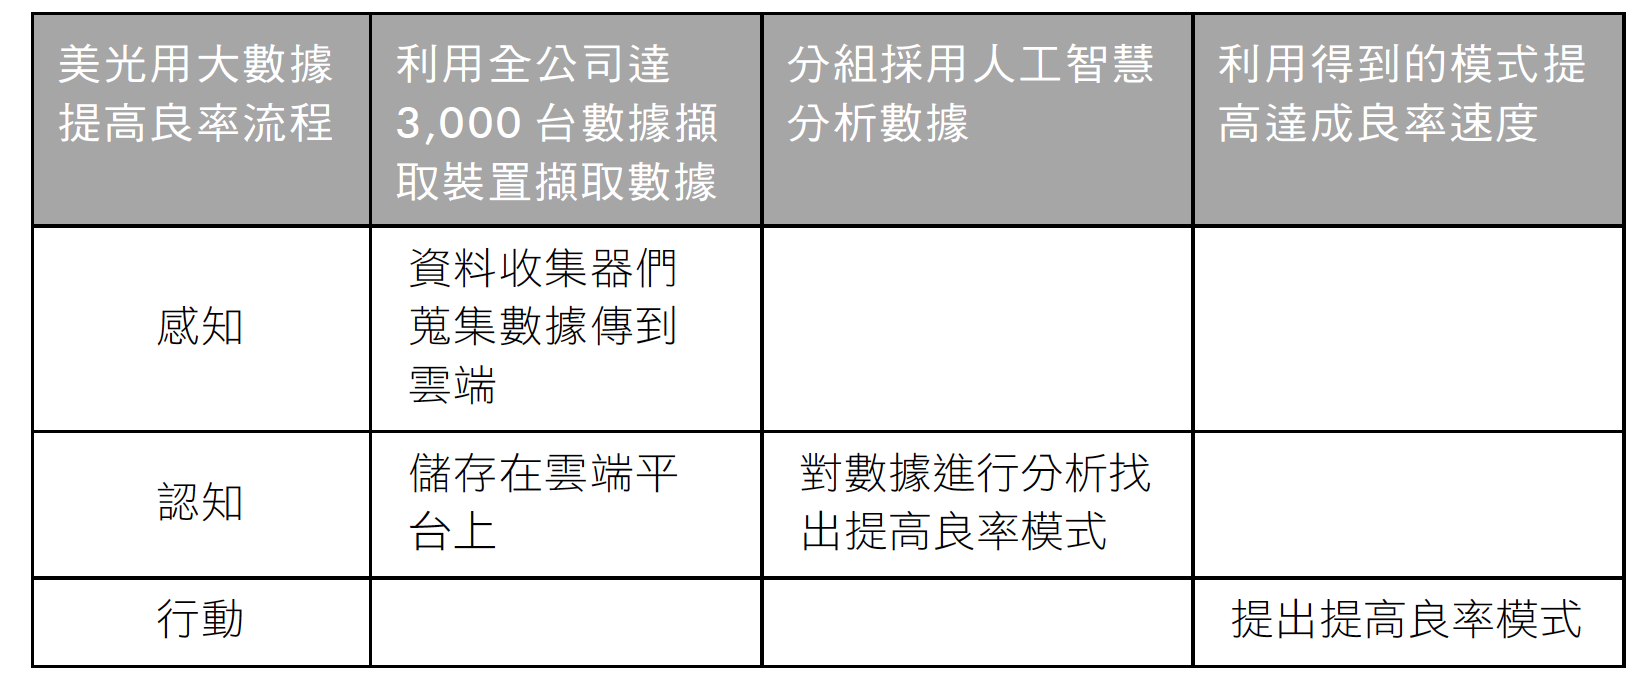 美光用大數據
提高良率流程
利用全公司達
3,000 台數據擷
取裝置擷取數據
分組採用人工智慧
分析數據
利用得到的模式提
高達成良率速度
感知
資料收集器們
蒐集數據傳到
雲端
認知
儲存在雲端平
台上
對數據進行分析找
出提高良率模式
行動
提出提高良率模式